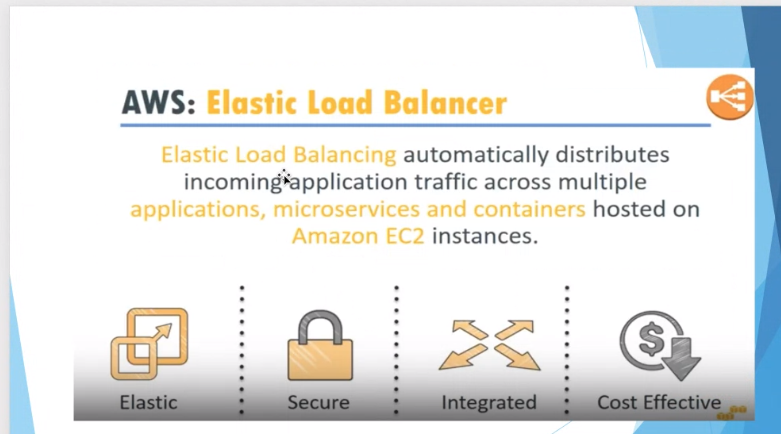 AWS: Elastic Load Balancer
Elastic Load Balancing automatically distributes
incoming application traffic across multiple
applications, microservices and containers hosted on
Amazon EC2 instances.
Elastic
Secure
Integrated
Cost Effective
$